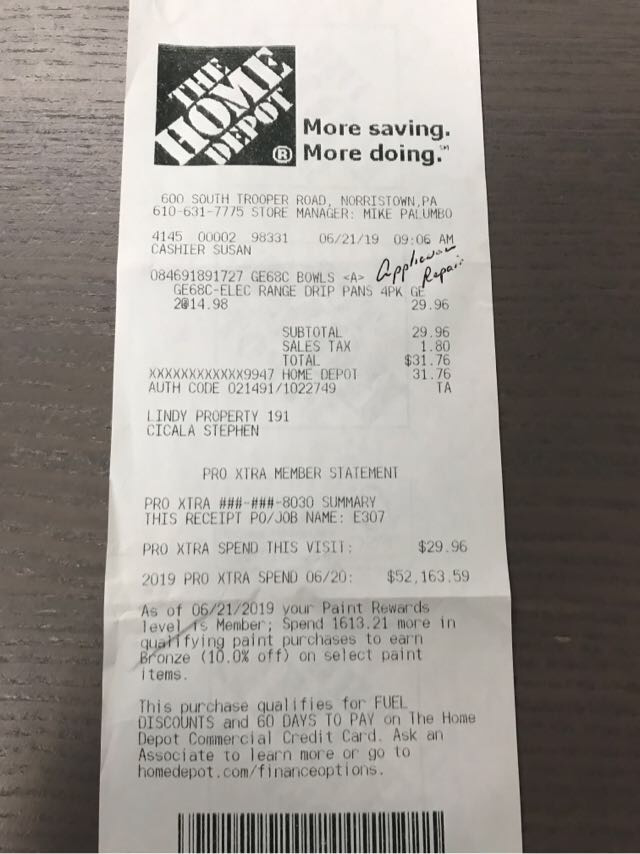 THE
HOME
DEPOT
®
More saving.
More doing.℠
600 SOUTH TROOPER ROAD, NORRISTOWN,PA
610-631-7775 STORE MANAGER: MIKE PALUMBO
4145 00002 98331 06/21/19 09:06 AM
CASHIER SUSAN
Appliance
Repair
084691891727 GE68C BOWLS <A>
GE68C-ELEC RANGE DRIP PANS 4PK GE
2@14.98 29.96
SUBTOTAL 29.96
SALES TAX 1.80
TOTAL $31.76
XXXXXXXXXXXX9947 HOME DEPOT 31.76
AUTH CODE 021491/1022749 TA
LINDY PROPERTY 191
CICALA STEPHEN
PRO XTRA MEMBER STATEMENT
PRO XTRA ###-###-8030 SUMMARY
THIS RECEIPT PO/JOB NAME: E307
PRO XTRA SPEND THIS VISIT: $29.96
2019 PRO XTRA SPEND 06/20: $52,163.59
As of 06/21/2019 your Paint Rewards
level is Member; Spend 1613.21 more in
qualifying paint purchases to earn
Bronze (10.0% off) on select paint
items.
This purchase qualifies for FUEL
DISCOUNTS and 60 DAYS TO PAY on The Home
Depot Commercial Credit Card. Ask an
Associate to learn more or go to
homedepot.com/financeoptions.